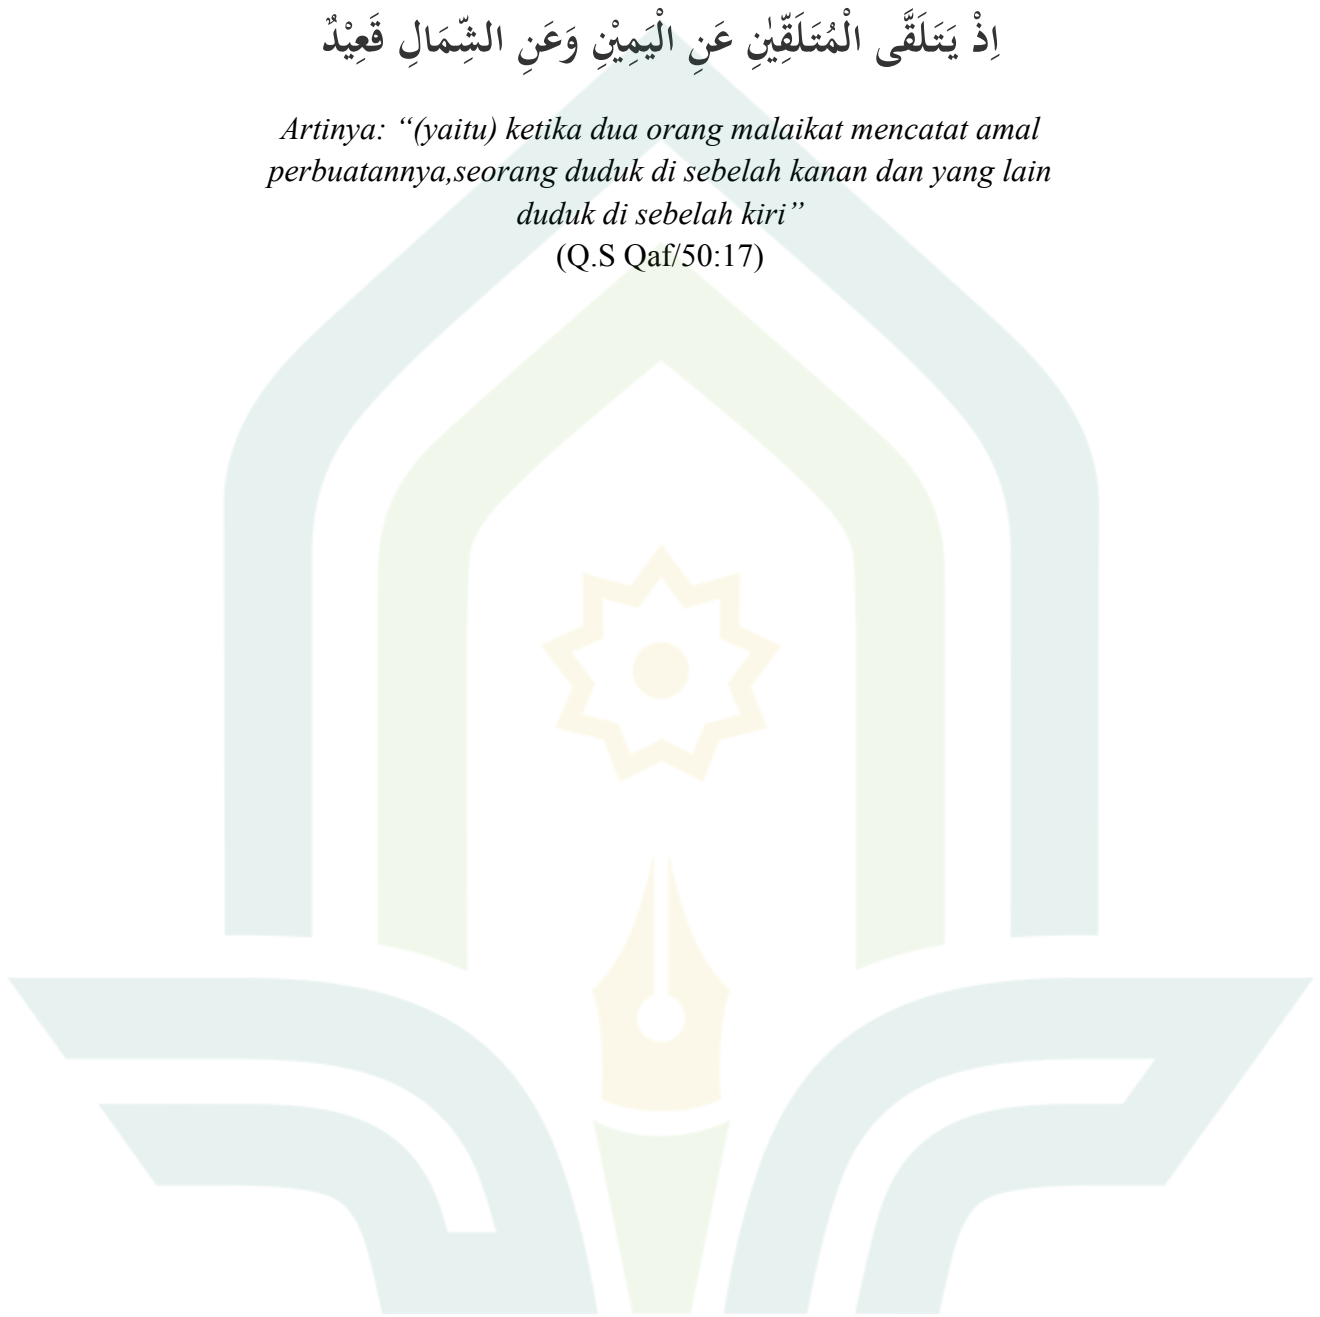 اِذْ يَتَلَقَّى الْمُتَلَقِّيٰنِ عَنِ الْيَمِيْنِ وَعَنِ الشِّمَالِ قَعِيْدٌ
Artinya: “(yaitu) ketika dua orang malaikat mencatat amal
perbuatannya,seorang duduk di sebelah kanan dan yang lain
duduk di sebelah kiri”
(Q.S Qaf/50:17)